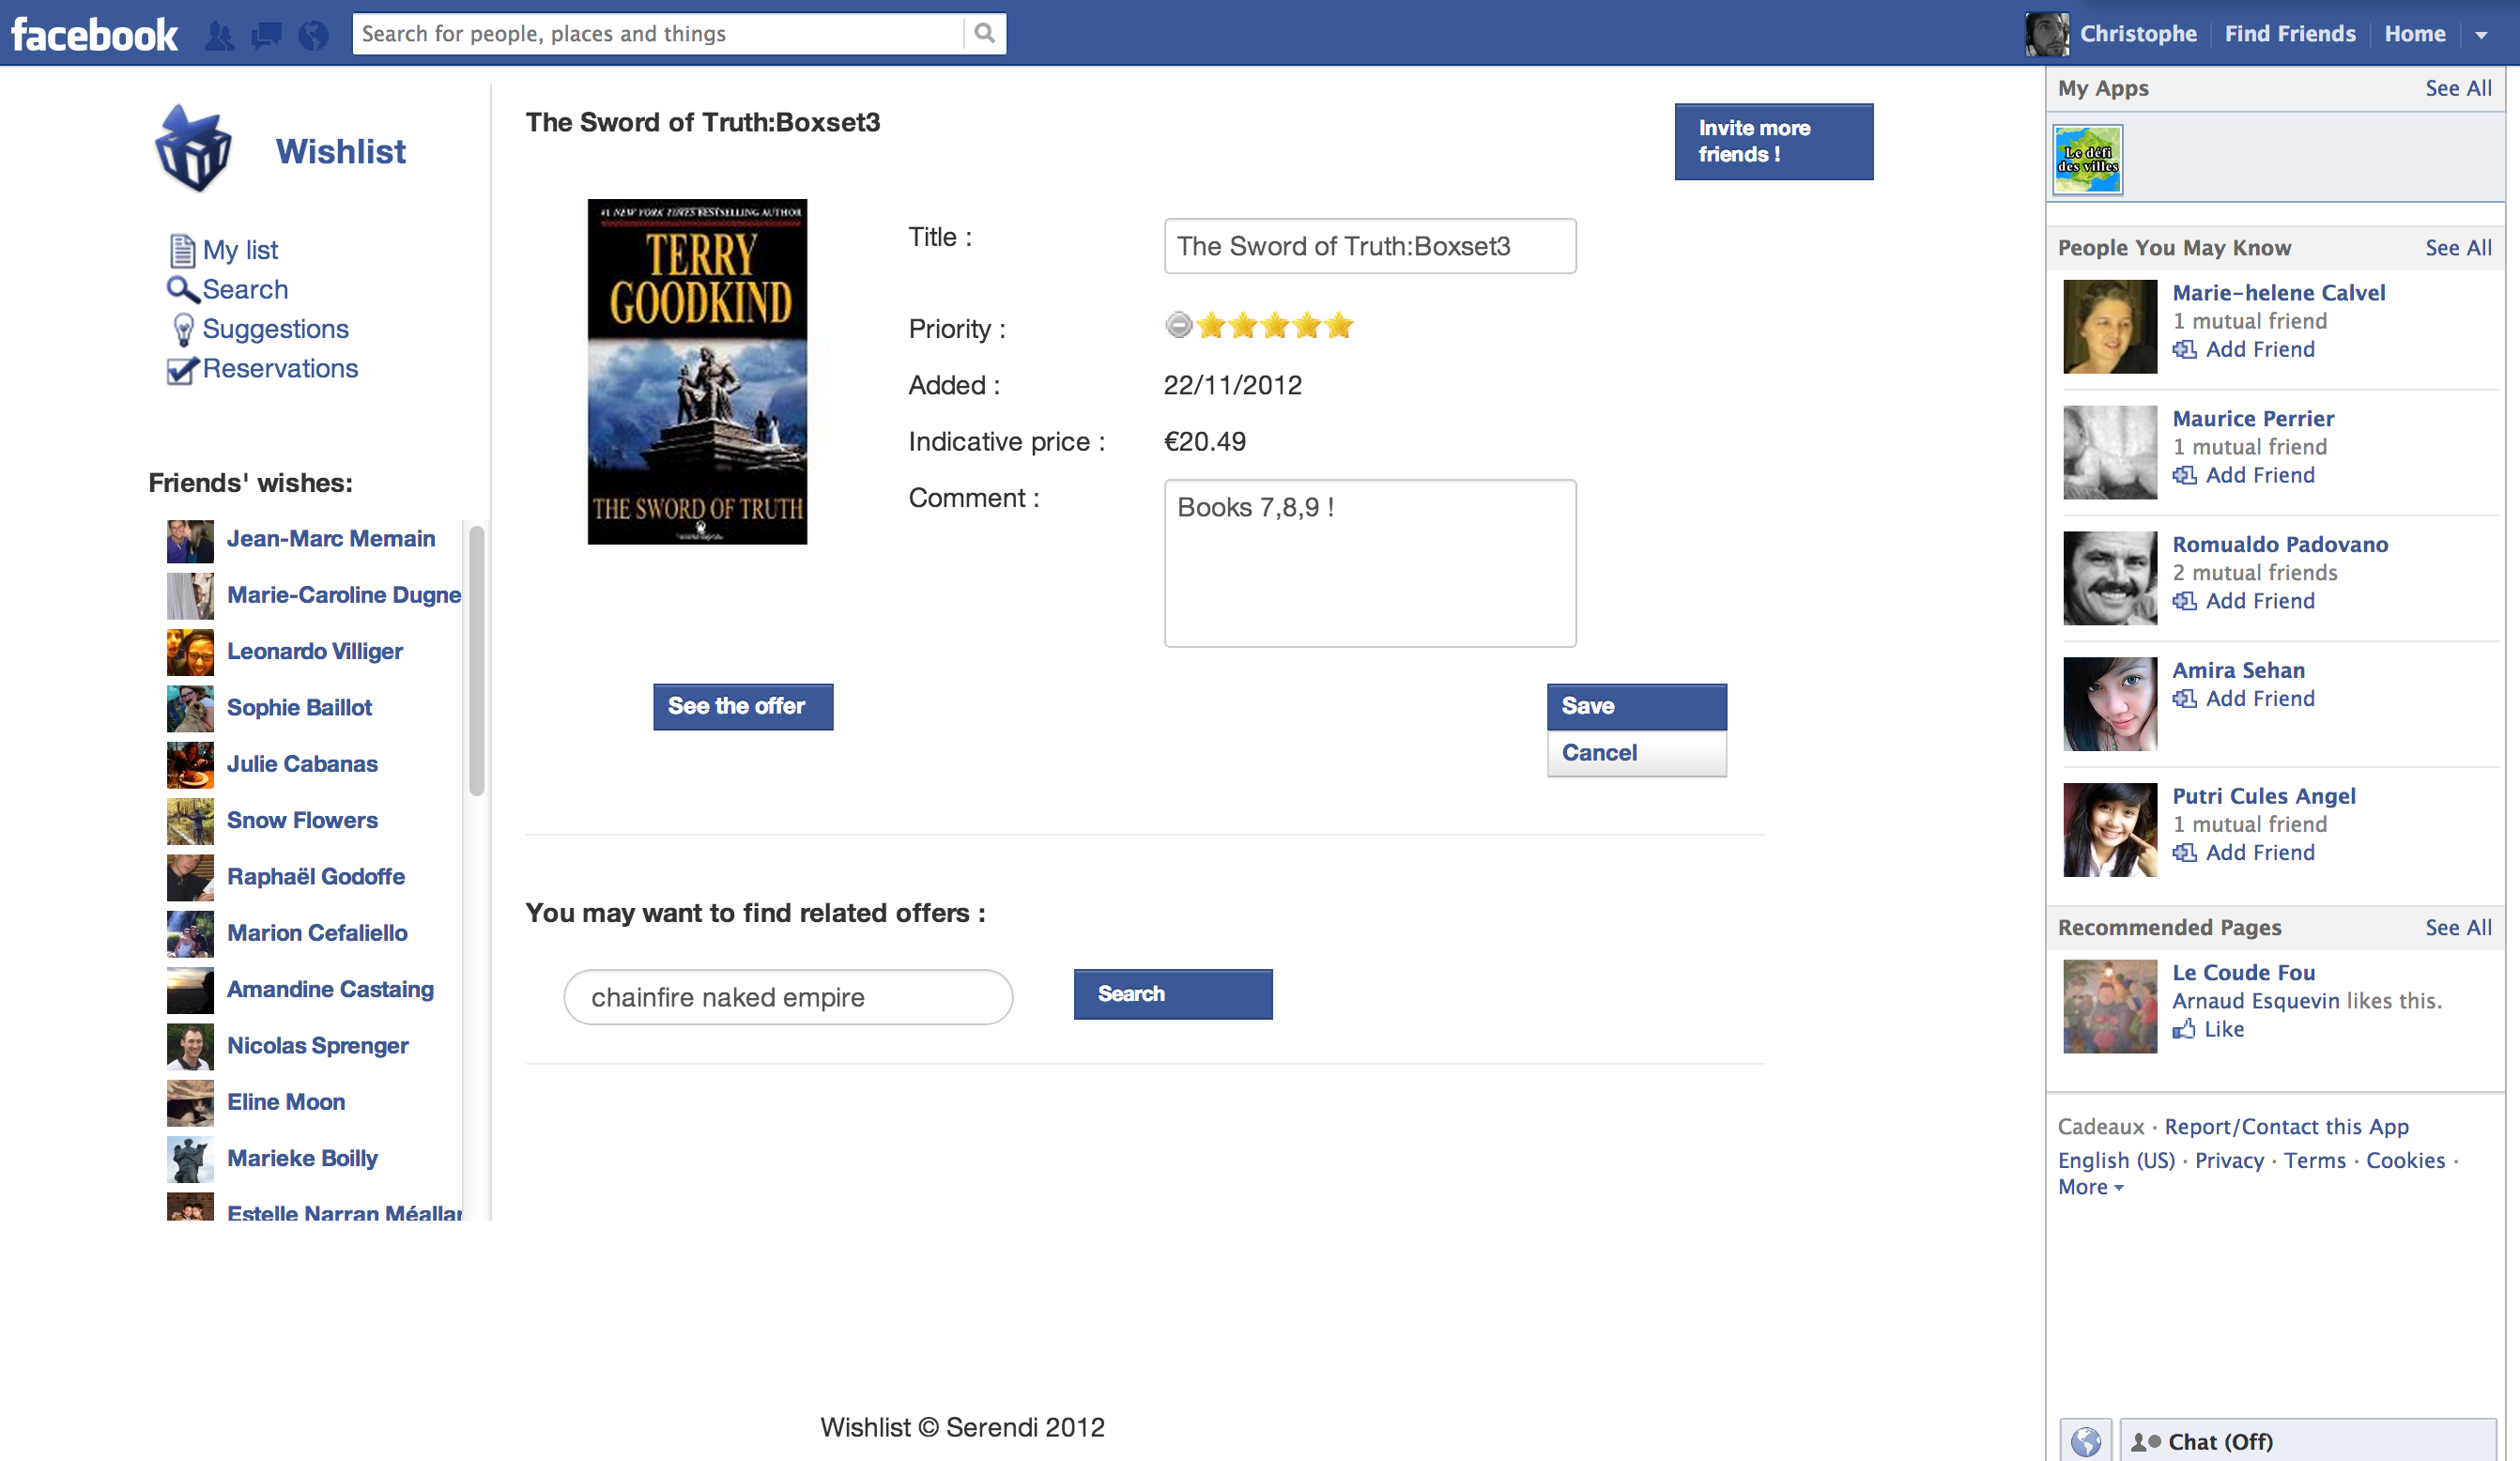 facebook
Search for people, places and things
Christophe
Find Friends
Home
Wishlist
My list
Search
Suggestions
Reservations
Friends' wishes:
Jean-Marc Memain
Marie-Caroline Dugne
Leonardo Villiger
Sophie Baillot
Julie Cabanas
Snow Flowers
Raphaël Godoffe
Marion Cefaliello
Amandine Castaing
Nicolas Sprenger
Eline Moon
Marieke Boilly
Estelle Narran Méallar
The Sword of Truth:Boxset3
Invite more
friends !
#1 NEW YORK TIMES BESTSELLING AUTHOR
TERRY
GOODKIND
THE SWORD OF TRUTH
Title :
The Sword of Truth:Boxset3
Priority :
Added :
22/11/2012
Indicative price :
€20.49
Comment :
Books 7,8,9 !
See the offer
Save
Cancel
You may want to find related offers :
chainfire naked empire
Search
Wishlist © Serendi 2012
My Apps
See All
Le défi
des villes
People You May Know
See All
Marie-helene Calvel
1 mutual friend
Add Friend
Maurice Perrier
1 mutual friend
Add Friend
Romualdo Padovano
2 mutual friends
Add Friend
Amira Sehan
Add Friend
Putri Cules Angel
1 mutual friend
Add Friend
Recommended Pages
See All
Le Coude Fou
Arnaud Esquevin likes this.
Like
Cadeaux · Report/Contact this App
English (US) · Privacy · Terms · Cookies ·
More
Chat (Off)